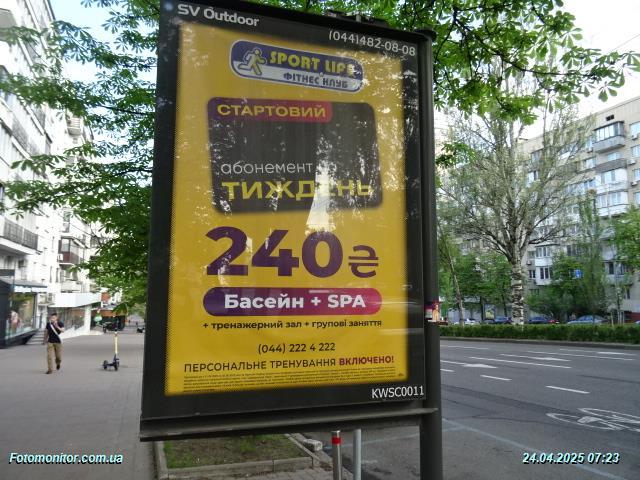 SV Outdoor
(044)482-08-08
SPORT LIFE
ФІТНЕС КЛУБ
СТАРТОВИЙ
абонемент
ТИЖДЕНЬ
240₴
Басейн + SPA
+ тренажерний зал + групові заняття
(044) 222 4 222
ПЕРСОНАЛЬНЕ ТРЕНУВАННЯ ВКЛЮЧЕНО!
KWSC0011
Fotomonitor.com.ua
24.04.2025 07:23